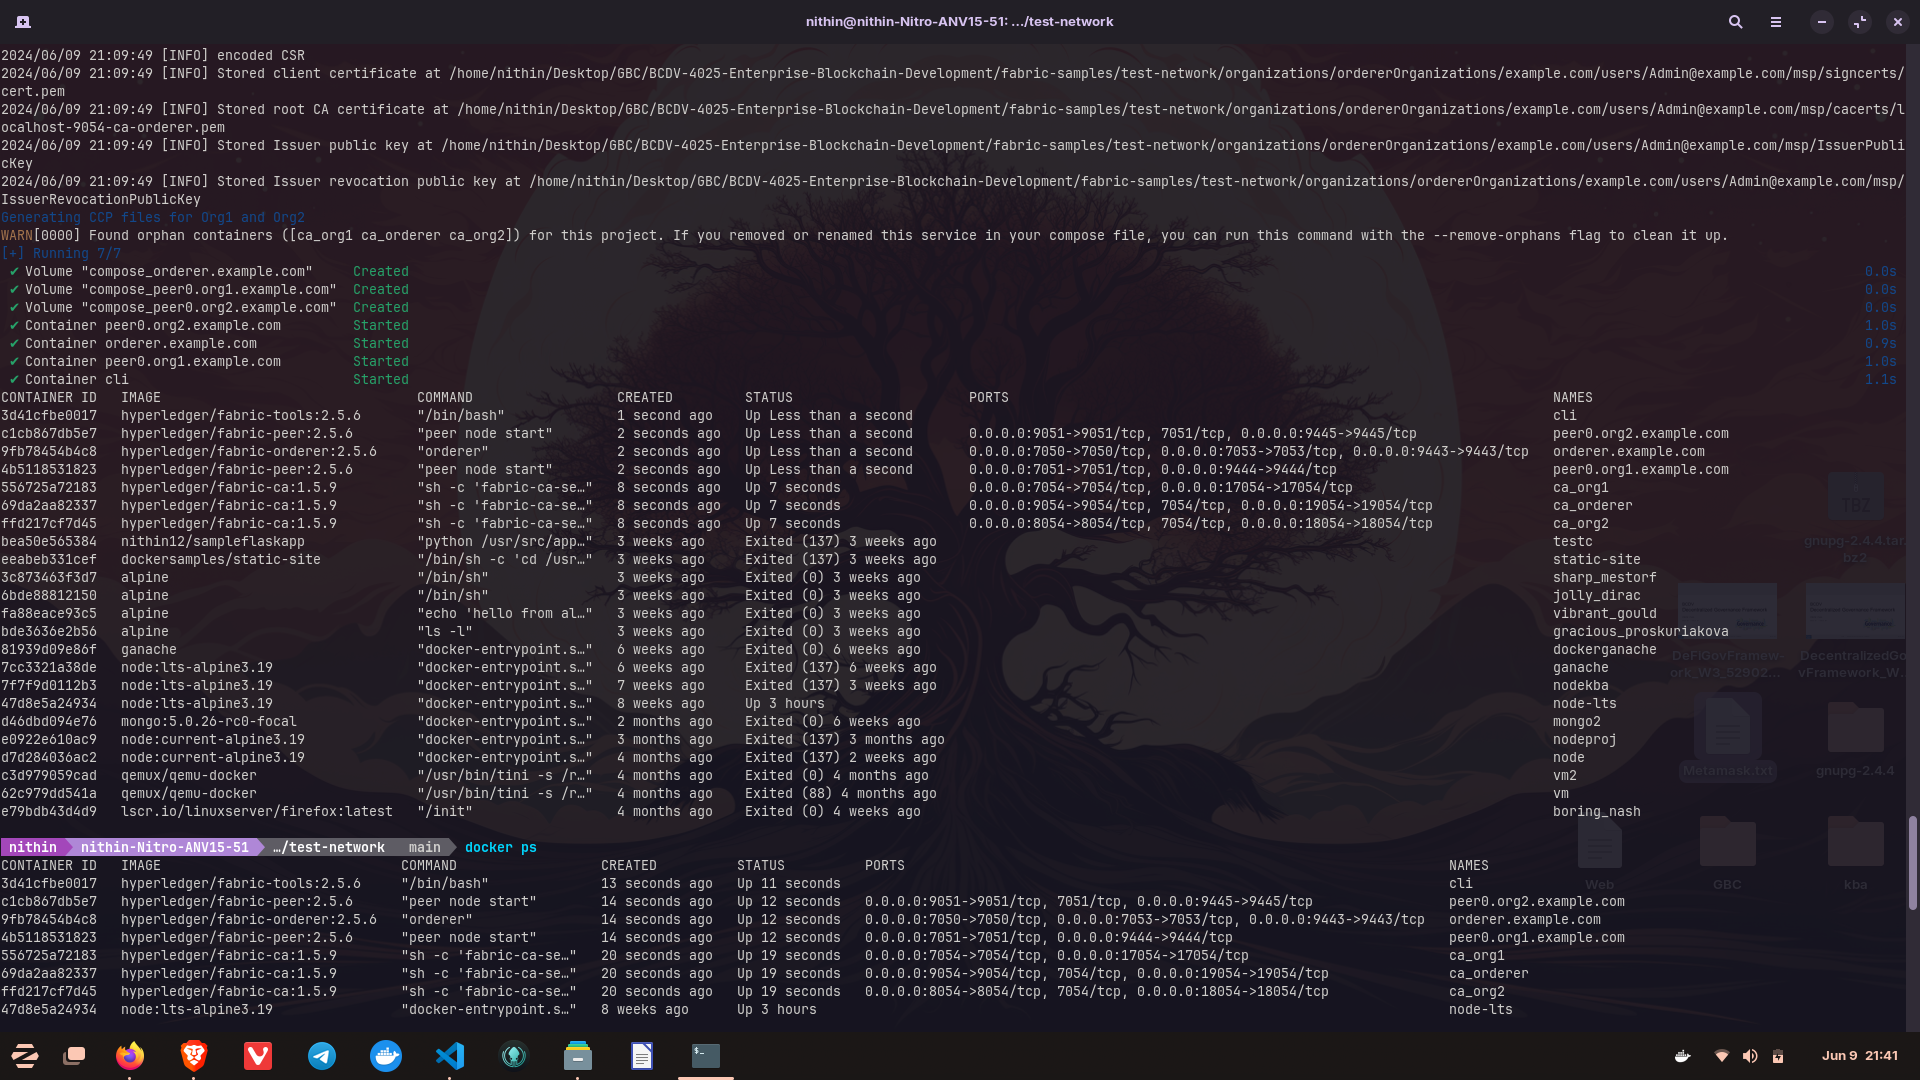 nithin@nithin-Nitro-ANV15-51: .../test-network
2024/06/09 21:09:49 [INFO] encoded CSR
2024/06/09 21:09:49 [INFO] Stored client certificate at /home/nithin/Desktop/GBC/BCDV-4025-Enterprise-Blockchain-Development/fabric-samples/test-network/organizations/ordererOrganizations/example.com/users/Admin@example.com/msp/signcerts/
cert.pem
2024/06/09 21:09:49 [INFO] Stored root CA certificate at /home/nithin/Desktop/GBC/BCDV-4025-Enterprise-Blockchain-Development/fabric-samples/test-network/organizations/ordererOrganizations/example.com/users/Admin@example.com/msp/cacerts/l
ocalhost-9054-ca-orderer.pem
2024/06/09 21:09:49 [INFO] Stored Issuer public key at /home/nithin/Desktop/GBC/BCDV-4025-Enterprise-Blockchain-Development/fabric-samples/test-network/organizations/ordererOrganizations/example.com/users/Admin@example.com/msp/IssuerPubli
cKey
2024/06/09 21:09:49 [INFO] Stored Issuer revocation public key at /home/nithin/Desktop/GBC/BCDV-4025-Enterprise-Blockchain-Development/fabric-samples/test-network/organizations/ordererOrganizations/example.com/users/Admin@example.com/msp/
IssuerRevocationPublicKey
Generating CCP files for Org1 and Org2
WARN[0000] Found orphan containers ([ca_org1 ca_orderer ca_org2]) for this project. If you removed or renamed this service in your compose file, you can run this command with the --remove-orphans flag to clean it up.
[+] Running 7/7
✔ Volume "compose_orderer.example.com" Created 0.0s
✔ Volume "compose_peer0.org1.example.com" Created 0.0s
✔ Volume "compose_peer0.org2.example.com" Created 0.0s
✔ Container peer0.org2.example.com Started 1.0s
✔ Container orderer.example.com Started 0.9s
✔ Container peer0.org1.example.com Started 1.0s
✔ Container cli Started 1.1s
CONTAINER ID IMAGE COMMAND CREATED STATUS PORTS NAMES
3d41cfbe0017 hyperledger/fabric-tools:2.5.6 "/bin/bash" 1 second ago Up Less than a second cli
c1cb867db5e7 hyperledger/fabric-peer:2.5.6 "peer node start" 2 seconds ago Up Less than a second 0.0.0.0:9051->9051/tcp, 7051/tcp, 0.0.0.0:9445->9445/tcp peer0.org2.example.com
9fb78454b4c8 hyperledger/fabric-orderer:2.5.6 "orderer" 2 seconds ago Up Less than a second 0.0.0.0:7050->7050/tcp, 0.0.0.0:7053->7053/tcp, 0.0.0.0:9443->9443/tcp orderer.example.com
4b5118531823 hyperledger/fabric-peer:2.5.6 "peer node start" 2 seconds ago Up Less than a second 0.0.0.0:7051->7051/tcp, 0.0.0.0:9444->9444/tcp peer0.org1.example.com
556725a72183 hyperledger/fabric-ca:1.5.9 "sh -c 'fabric-ca-se…" 8 seconds ago Up 7 seconds 0.0.0.0:7054->7054/tcp, 0.0.0.0:17054->17054/tcp ca_org1
69da2aa82337 hyperledger/fabric-ca:1.5.9 "sh -c 'fabric-ca-se…" 8 seconds ago Up 7 seconds 0.0.0.0:9054->9054/tcp, 7054/tcp, 0.0.0.0:19054->19054/tcp ca_orderer
ffd217cf7d45 hyperledger/fabric-ca:1.5.9 "sh -c 'fabric-ca-se…" 8 seconds ago Up 7 seconds 0.0.0.0:8054->8054/tcp, 7054/tcp, 0.0.0.0:18054->18054/tcp ca_org2
bea50e565384 nithin12/sampleflaskapp "python /usr/src/app…" 3 weeks ago Exited (137) 3 weeks ago testc
eeabeb331cef dockersamples/static-site "/bin/sh -c 'cd /usr…" 3 weeks ago Exited (137) 3 weeks ago static-site
3c873463f3d7 alpine "/bin/sh" 3 weeks ago Exited (0) 3 weeks ago sharp_mestorf
6bde88812150 alpine "/bin/sh" 3 weeks ago Exited (0) 3 weeks ago jolly_dirac
fa88eace93c5 alpine "echo 'hello from al…" 3 weeks ago Exited (0) 3 weeks ago vibrant_gould
bde3636e2b56 alpine "ls -l" 3 weeks ago Exited (0) 3 weeks ago gracious_proskuriakova
81939d09e86f ganache "docker-entrypoint.s…" 6 weeks ago Exited (0) 6 weeks ago dockerganache
7cc3321a38de node:lts-alpine3.19 "docker-entrypoint.s…" 6 weeks ago Exited (137) 6 weeks ago ganache
7f7f9d0112b3 node:lts-alpine3.19 "docker-entrypoint.s…" 7 weeks ago Exited (137) 3 weeks ago nodekba
47d8e5a24934 node:lts-alpine3.19 "docker-entrypoint.s…" 8 weeks ago Up 3 hours node-lts
d46dbd094e76 mongo:5.0.26-rc0-focal "docker-entrypoint.s…" 2 months ago Exited (0) 6 weeks ago mongo2
e0922e610ac9 node:current-alpine3.19 "docker-entrypoint.s…" 3 months ago Exited (137) 3 months ago nodeproj
d7d284036ac2 node:current-alpine3.19 "docker-entrypoint.s…" 4 months ago Exited (137) 2 weeks ago node
c3d979059cad qemux/qemu-docker "/usr/bin/tini -s /r…" 4 months ago Exited (0) 4 months ago vm2
62c979dd541a qemux/qemu-docker "/usr/bin/tini -s /r…" 4 months ago Exited (88) 4 months ago vm
e79bdb43d4d9 lscr.io/linuxserver/firefox:latest "/init" 4 months ago Exited (0) 4 weeks ago boring_nash
nithin nithin-Nitro-ANV15-51 …/test-network main docker ps
CONTAINER ID IMAGE COMMAND CREATED STATUS PORTS NAMES
3d41cfbe0017 hyperledger/fabric-tools:2.5.6 "/bin/bash" 13 seconds ago Up 11 seconds cli
c1cb867db5e7 hyperledger/fabric-peer:2.5.6 "peer node start" 14 seconds ago Up 12 seconds 0.0.0.0:9051->9051/tcp, 7051/tcp, 0.0.0.0:9445->9445/tcp peer0.org2.example.com
9fb78454b4c8 hyperledger/fabric-orderer:2.5.6 "orderer" 14 seconds ago Up 12 seconds 0.0.0.0:7050->7050/tcp, 0.0.0.0:7053->7053/tcp, 0.0.0.0:9443->9443/tcp orderer.example.com
4b5118531823 hyperledger/fabric-peer:2.5.6 "peer node start" 14 seconds ago Up 12 seconds 0.0.0.0:7051->7051/tcp, 0.0.0.0:9444->9444/tcp peer0.org1.example.com
556725a72183 hyperledger/fabric-ca:1.5.9 "sh -c 'fabric-ca-se…" 20 seconds ago Up 19 seconds 0.0.0.0:7054->7054/tcp, 0.0.0.0:17054->17054/tcp ca_org1
69da2aa82337 hyperledger/fabric-ca:1.5.9 "sh -c 'fabric-ca-se…" 20 seconds ago Up 19 seconds 0.0.0.0:9054->9054/tcp, 7054/tcp, 0.0.0.0:19054->19054/tcp ca_orderer
ffd217cf7d45 hyperledger/fabric-ca:1.5.9 "sh -c 'fabric-ca-se…" 20 seconds ago Up 19 seconds 0.0.0.0:8054->8054/tcp, 7054/tcp, 0.0.0.0:18054->18054/tcp ca_org2
47d8e5a24934 node:lts-alpine3.19 "docker-entrypoint.s…" 8 weeks ago Up 3 hours node-lts
TBZ
gnupg-2.4.4.tar.
bz2
DeFiGovFramew-
ork_W3_52902...
DecentralizedGo
vFramework_W.
Metamask.txt
gnupg-2.4.4
Web
GBC
kba
Jun 9 21:41